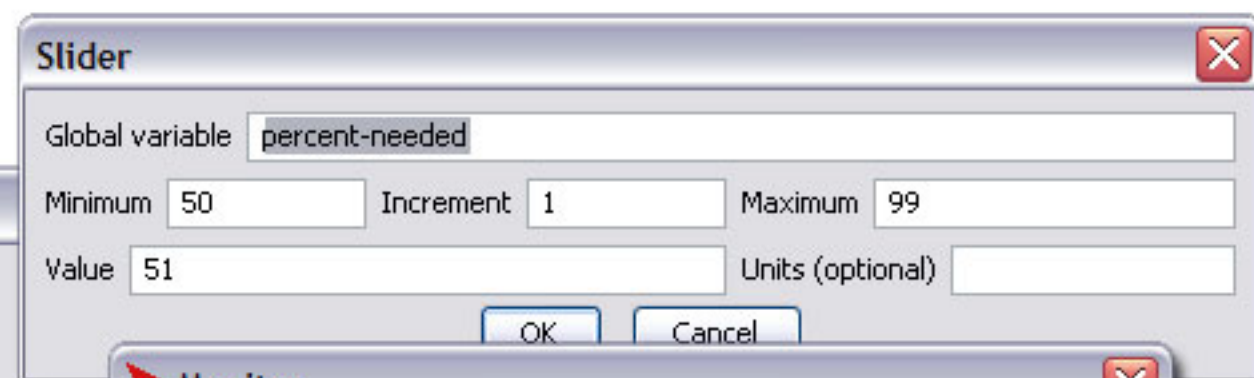 Slider
Global variable percent-needed
Minimum 50 Increment 1 Maximum 99
Value 51 Units (optional)
OK Cancel